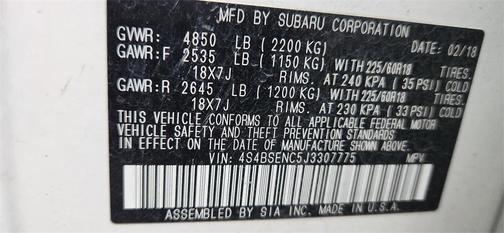 MFD BY SUBARU CORPORATION
GVWR: 4850 LB (2200 KG) DATE: 02/18
GAWR:F 2535 LB (1150 KG) WITH 225/60R18 TIRES.
18X7J RIMS. AT 240 KPA (35 PSI) COLD
GAWR:R 2645 LB (1200 KG) WITH 225/60R18 TIRES.
18X7J RIMS. AT 230 KPA (33 PSI) COLD
THIS VEHICLE CONFORMS TO ALL APPLICABLE FEDERAL MOTOR
VEHICLE SAFETY AND THEFT PREVENTION STANDARDS
IN EFFECT ON THE DATE OF MANUFACTURE SHOWN ABOVE.
VIN: 4S4BSENC5J3307775 MPV
ASSEMBLED BY SIA INC. MADE IN U.S.A.